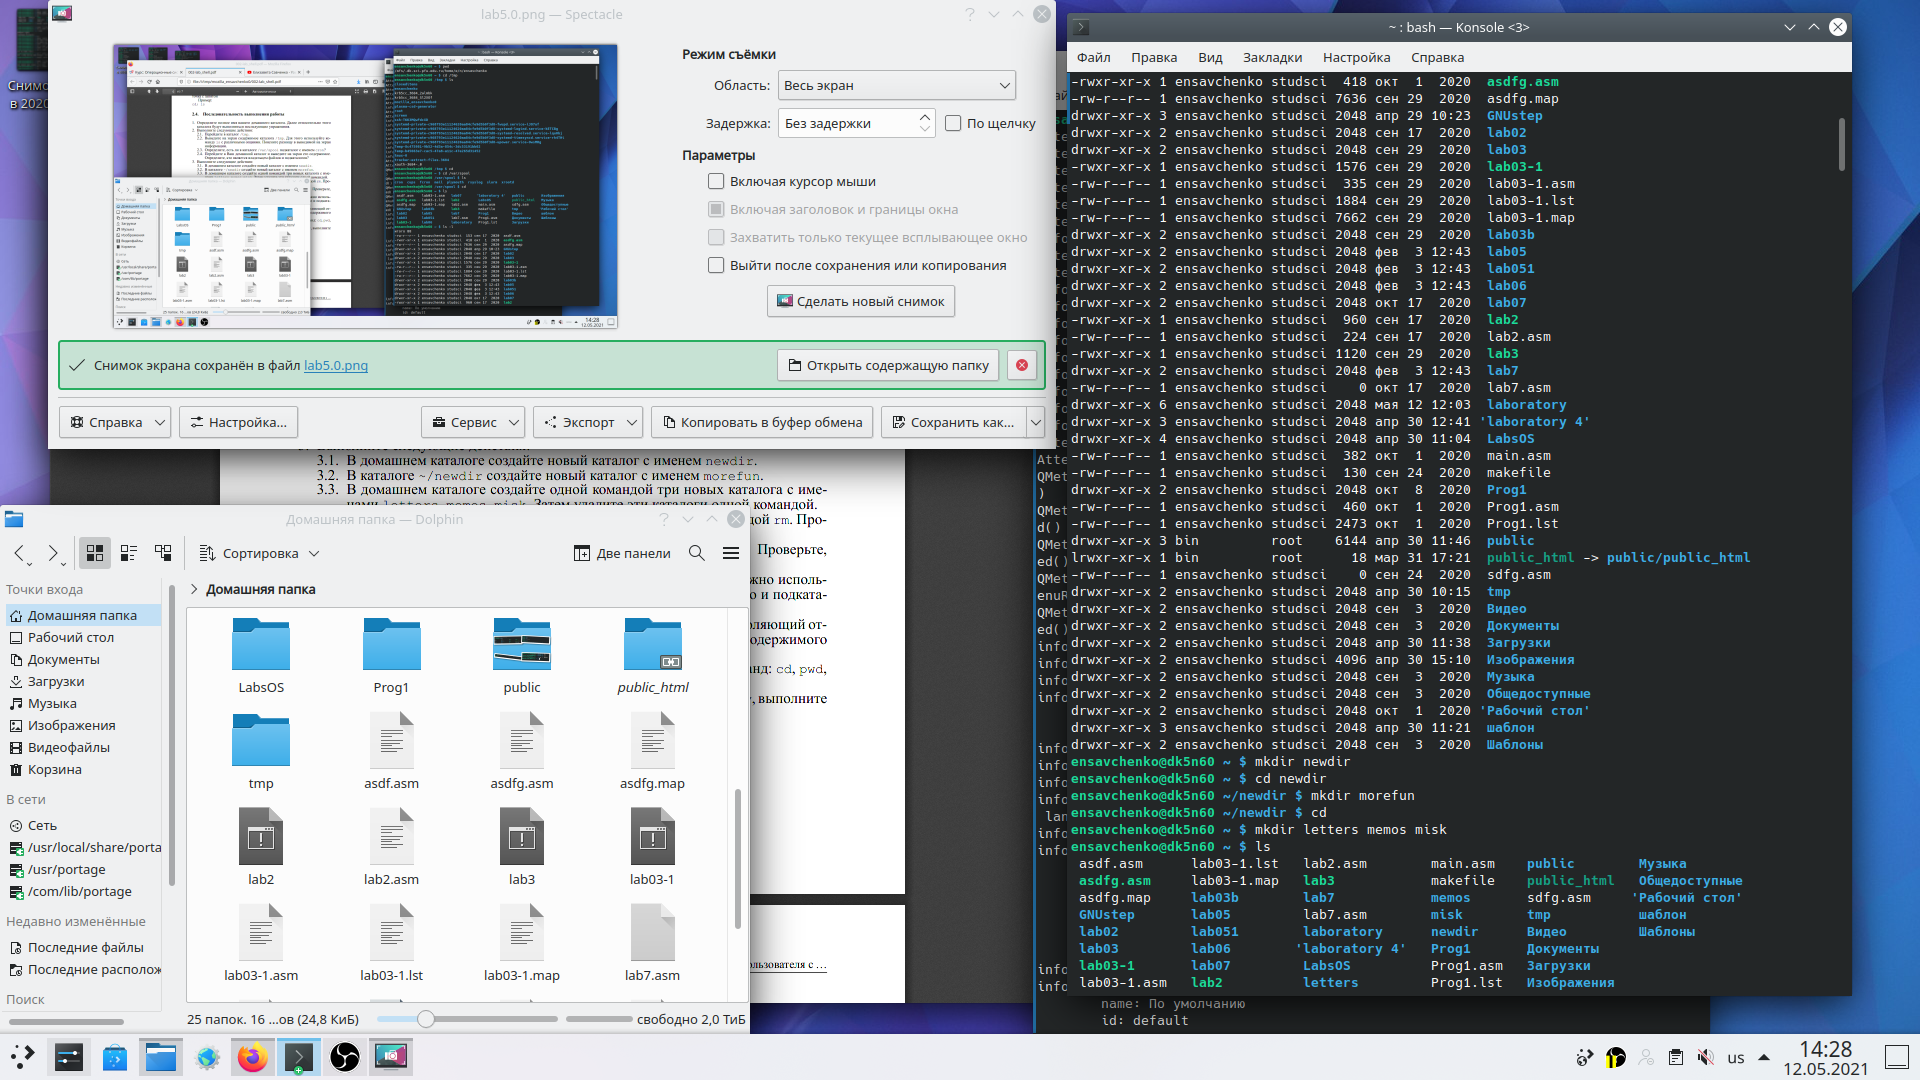 lab5.0.png — Spectacle
Режим съёмки
Область: Весь экран
Задержка: Без задержки По щелчку
Параметры
Включая курсор мыши
Включая заголовок и границы окна
Захватить только текущее всплывающее окно
Выйти после сохранения или копирования
Сделать новый снимок
Снимок экрана сохранён в файл lab5.0.png
Открыть содержащую папку
Справка Настройка... Сервис Экспорт Копировать в буфер обмена Сохранить как...
3.1. В домашнем каталоге создайте новый каталог с именем newdir.
3.2. В каталоге ~/newdir создайте новый каталог с именем morefun.
3.3. В домашнем каталоге создайте одной командой три новых каталога с име-
нами letters, memos, misk. Затем удалите эти каталоги одной командой.
дой rm. Про-
Проверьте,
жно исполь-
о и подката-
ляющий от-
одержимого
нд: cd, pwd,
, выполните
ользователя с ...
Домашняя папка — Dolphin
Сортировка Две панели
Точки входа
Домашняя папка
Рабочий стол
Документы
Загрузки
Музыка
Изображения
Видеофайлы
Корзина
В сети
Сеть
/usr/local/share/porta
/usr/portage
/com/lib/portage
Недавно изменённые
Последние файлы
Последние располож
Поиск
Домашняя папка
LabsOS Prog1 public public_html
tmp asdf.asm asdfg.asm asdfg.map
lab2 lab2.asm lab3 lab03-1
lab03-1.asm lab03-1.lst lab03-1.map lab7.asm
25 папок. 16 ...ов (24,8 КиБ) свободно 2,0 ТиБ
~ : bash — Konsole <3>
Файл Правка Вид Закладки Настройка Справка
-rwxr-xr-x 1 ensavchenko studsci 418 окт 1 2020 asdfg.asm
-rw-r--r-- 1 ensavchenko studsci 7636 сен 29 2020 asdfg.map
drwxr-xr-x 3 ensavchenko studsci 2048 апр 29 10:23 GNUstep
drwxr-xr-x 2 ensavchenko studsci 2048 сен 17 2020 lab02
drwxr-xr-x 2 ensavchenko studsci 2048 сен 29 2020 lab03
-rwxr-xr-x 1 ensavchenko studsci 1576 сен 29 2020 lab03-1
-rw-r--r-- 1 ensavchenko studsci 335 сен 29 2020 lab03-1.asm
-rw-r--r-- 1 ensavchenko studsci 1884 сен 29 2020 lab03-1.lst
-rw-r--r-- 1 ensavchenko studsci 7662 сен 29 2020 lab03-1.map
drwxr-xr-x 2 ensavchenko studsci 2048 сен 29 2020 lab03b
drwxr-xr-x 2 ensavchenko studsci 2048 фев 3 12:43 lab05
drwxr-xr-x 2 ensavchenko studsci 2048 фев 3 12:43 lab051
drwxr-xr-x 2 ensavchenko studsci 2048 фев 3 12:43 lab06
drwxr-xr-x 2 ensavchenko studsci 2048 окт 17 2020 lab07
-rwxr-xr-x 1 ensavchenko studsci 960 сен 17 2020 lab2
-rw-r--r-- 1 ensavchenko studsci 224 сен 17 2020 lab2.asm
-rwxr-xr-x 1 ensavchenko studsci 1120 сен 29 2020 lab3
drwxr-xr-x 2 ensavchenko studsci 2048 фев 3 12:43 lab7
-rw-r--r-- 1 ensavchenko studsci 0 окт 17 2020 lab7.asm
drwxr-xr-x 6 ensavchenko studsci 2048 мая 12 12:03 laboratory
drwxr-xr-x 3 ensavchenko studsci 2048 апр 30 12:41 'laboratory 4'
drwxr-xr-x 4 ensavchenko studsci 2048 апр 30 11:04 LabsOS
-rw-r--r-- 1 ensavchenko studsci 382 окт 1 2020 main.asm
-rw-r--r-- 1 ensavchenko studsci 130 сен 24 2020 makefile
drwxr-xr-x 2 ensavchenko studsci 2048 окт 8 2020 Prog1
-rw-r--r-- 1 ensavchenko studsci 460 окт 1 2020 Prog1.asm
-rw-r--r-- 1 ensavchenko studsci 2473 окт 1 2020 Prog1.lst
drwxr-xr-x 3 bin root 6144 апр 30 11:46 public
lrwxr-xr-x 1 bin root 18 мар 31 17:21 public_html -> public/public_html
-rw-r--r-- 1 ensavchenko studsci 0 сен 24 2020 sdfg.asm
drwxr-xr-x 2 ensavchenko studsci 2048 апр 30 10:15 tmp
drwxr-xr-x 2 ensavchenko studsci 2048 сен 3 2020 Видео
drwxr-xr-x 2 ensavchenko studsci 2048 сен 3 2020 Документы
drwxr-xr-x 2 ensavchenko studsci 2048 апр 30 11:38 Загрузки
drwxr-xr-x 2 ensavchenko studsci 4096 апр 30 15:10 Изображения
drwxr-xr-x 2 ensavchenko studsci 2048 сен 3 2020 Музыка
drwxr-xr-x 2 ensavchenko studsci 2048 сен 3 2020 Общедоступные
drwxr-xr-x 2 ensavchenko studsci 2048 окт 1 2020 'Рабочий стол'
drwxr-xr-x 3 ensavchenko studsci 2048 апр 30 11:21 шаблон
drwxr-xr-x 2 ensavchenko studsci 2048 сен 3 2020 Шаблоны
ensavchenko@dk5n60 ~ $ mkdir newdir
ensavchenko@dk5n60 ~ $ cd newdir
ensavchenko@dk5n60 ~/newdir $ mkdir morefun
ensavchenko@dk5n60 ~/newdir $ cd
ensavchenko@dk5n60 ~ $ mkdir letters memos misk
ensavchenko@dk5n60 ~ $ ls
asdf.asm lab03-1.lst lab2.asm main.asm public Музыка
asdfg.asm lab03-1.map lab3 makefile public_html Общедоступные
asdfg.map lab03b lab7 memos sdfg.asm 'Рабочий стол'
GNUstep lab05 lab7.asm misk tmp шаблон
lab02 lab051 laboratory newdir Видео Шаблоны
lab03 lab06 'laboratory 4' Prog1 Документы
lab03-1 lab07 LabsOS Prog1.asm Загрузки
lab03-1.asm lab2 letters Prog1.lst Изображения
name: По умолчанию
id: default
us 14:28
12.05.2021